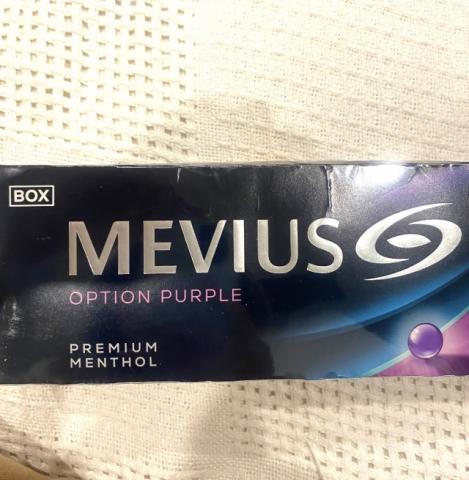 BOX
MEVIUS
OPTION PURPLE
PREMIUM
MENTHOL